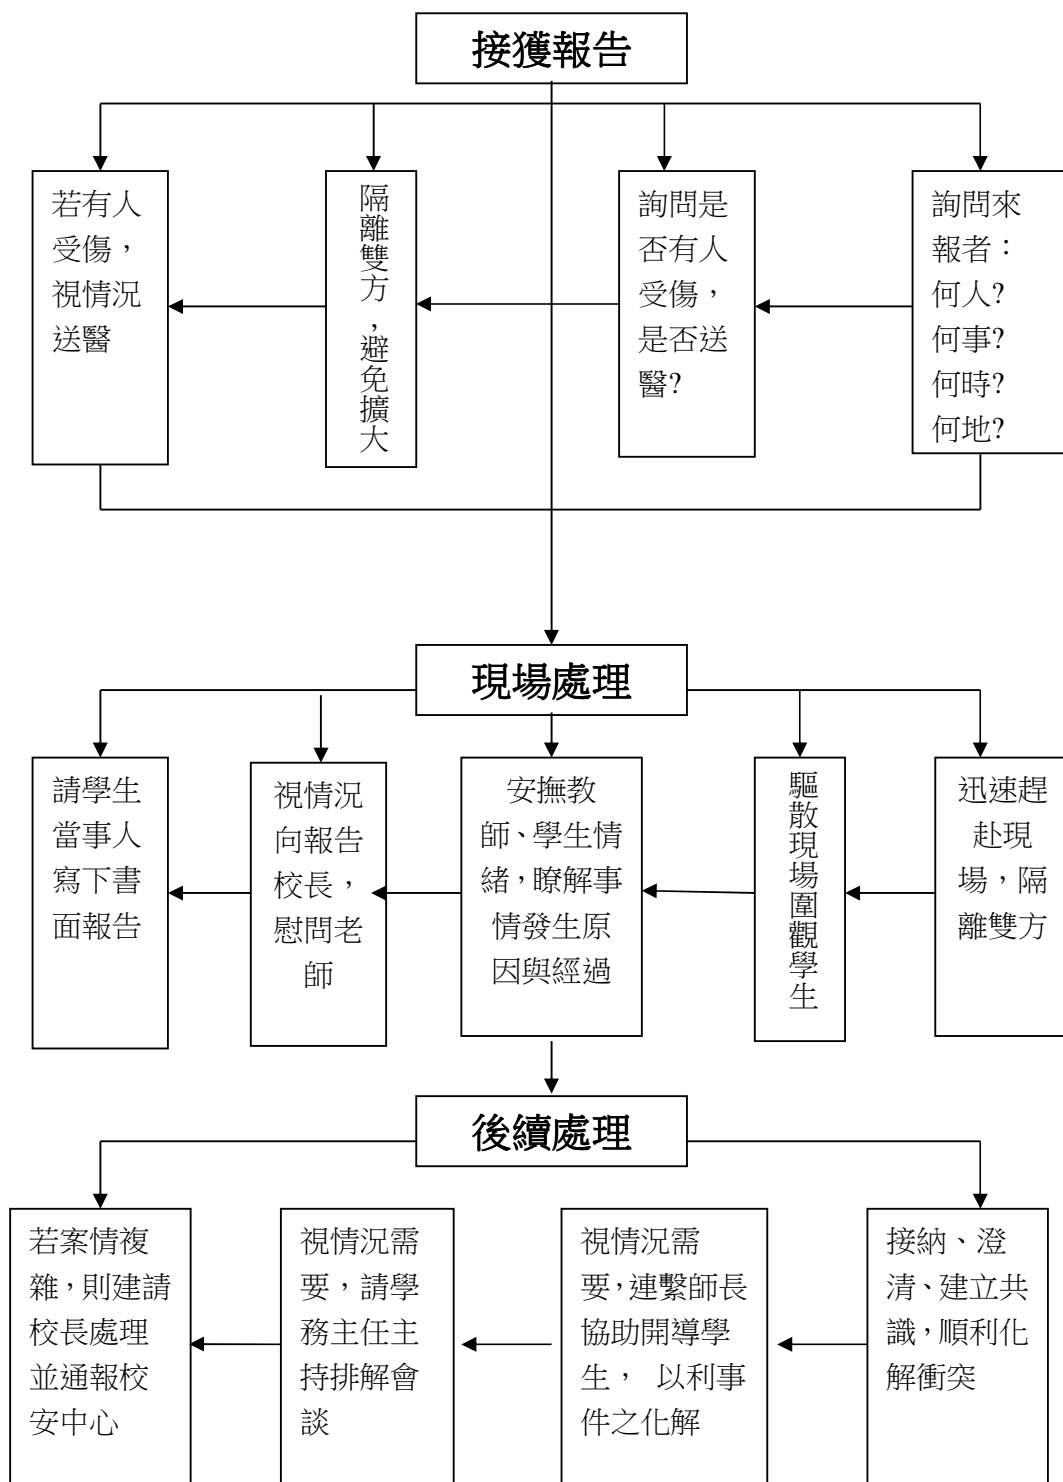 接獲報告
若有人
受傷，
視情況
送醫
隔離雙方，避免擴大
詢問是
否有人
受傷，
是否送
醫?
詢問來
報者：
何人?
何事?
何時?
何地?
現場處理
請學生
當事人
寫下書
面報告
視情況
向報告
校長，
慰問老
師
安撫教
師、學生情
緒，瞭解事
情發生原
因與經過
驅散現場圍觀學生
迅速趕
赴現
場，隔
離雙方
後續處理
若案情複
雜，則建請
校長處理
並通報校
安中心
視情況需
要，請學
務主任主
持排解會
談
視情況需
要，連繫師長
協助開導學
生， 以利事
件之化解
接納、澄
清、建立共
識，順利化
解衝突